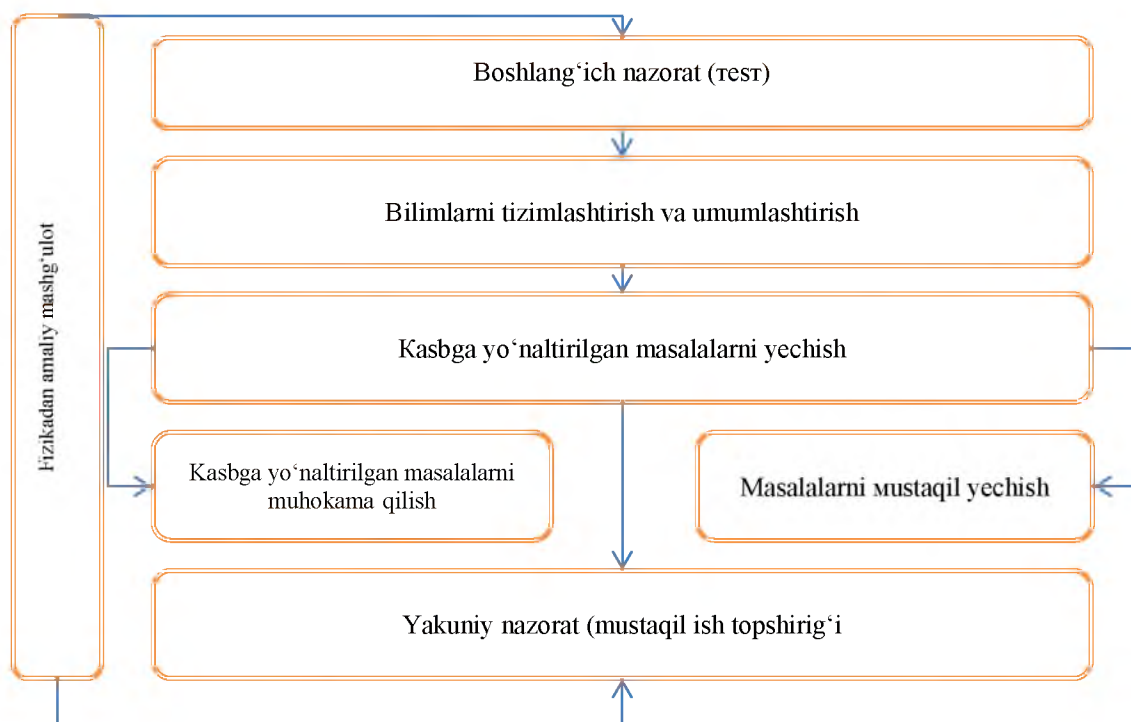 Fizikadan amaliy mashg‘ulot
Boshlang‘ich nazorat (тesт)
Bilimlarni tizimlashtirish va umumlashtirish
Kasbga yo‘naltirilgan masalalarni yechish
Kasbga yo‘naltirilgan masalalarni
muhokama qilish
Masalalarni мustaqil yechish
Yakuniy nazorat (mustaqil ish topshirig‘i